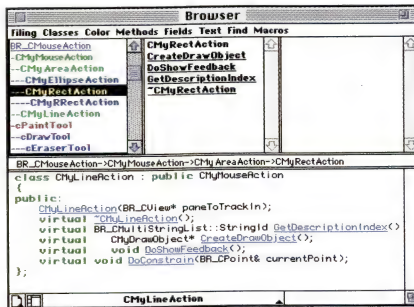 Browser
Filing Classes Color Methods Fields Text Find Macros
BR_CMouseAction
-CMyMouseAction
--CMyAreaAction
---CMyEllipseAction
---CMyRectAction
----CMyRRectAction
--CMyLineAction
-cPaintTool
--cDrawTool
---cEraserTool
CMyRectAction
CreateDrawObject
DoShowFeedback
GetDescriptionIndex
~CMyRectAction
BR_CMouseAction->CMyMouseAction->CMyAreaAction->CMyRectAction
class CMyLineAction : public CMyMouseAction
{
public:
CMyLineAction(BR_CView* paneToTrackIn);
virtual ~CMyLineAction();
virtual BR_CMultiStringList::StringId GetDescriptionIndex()
virtual CMyDrawObject* CreateDrawObject();
virtual void DoShowFeedback();
virtual void DoConstrain(BR_CPoint& currentPoint);
};
CMyLineAction